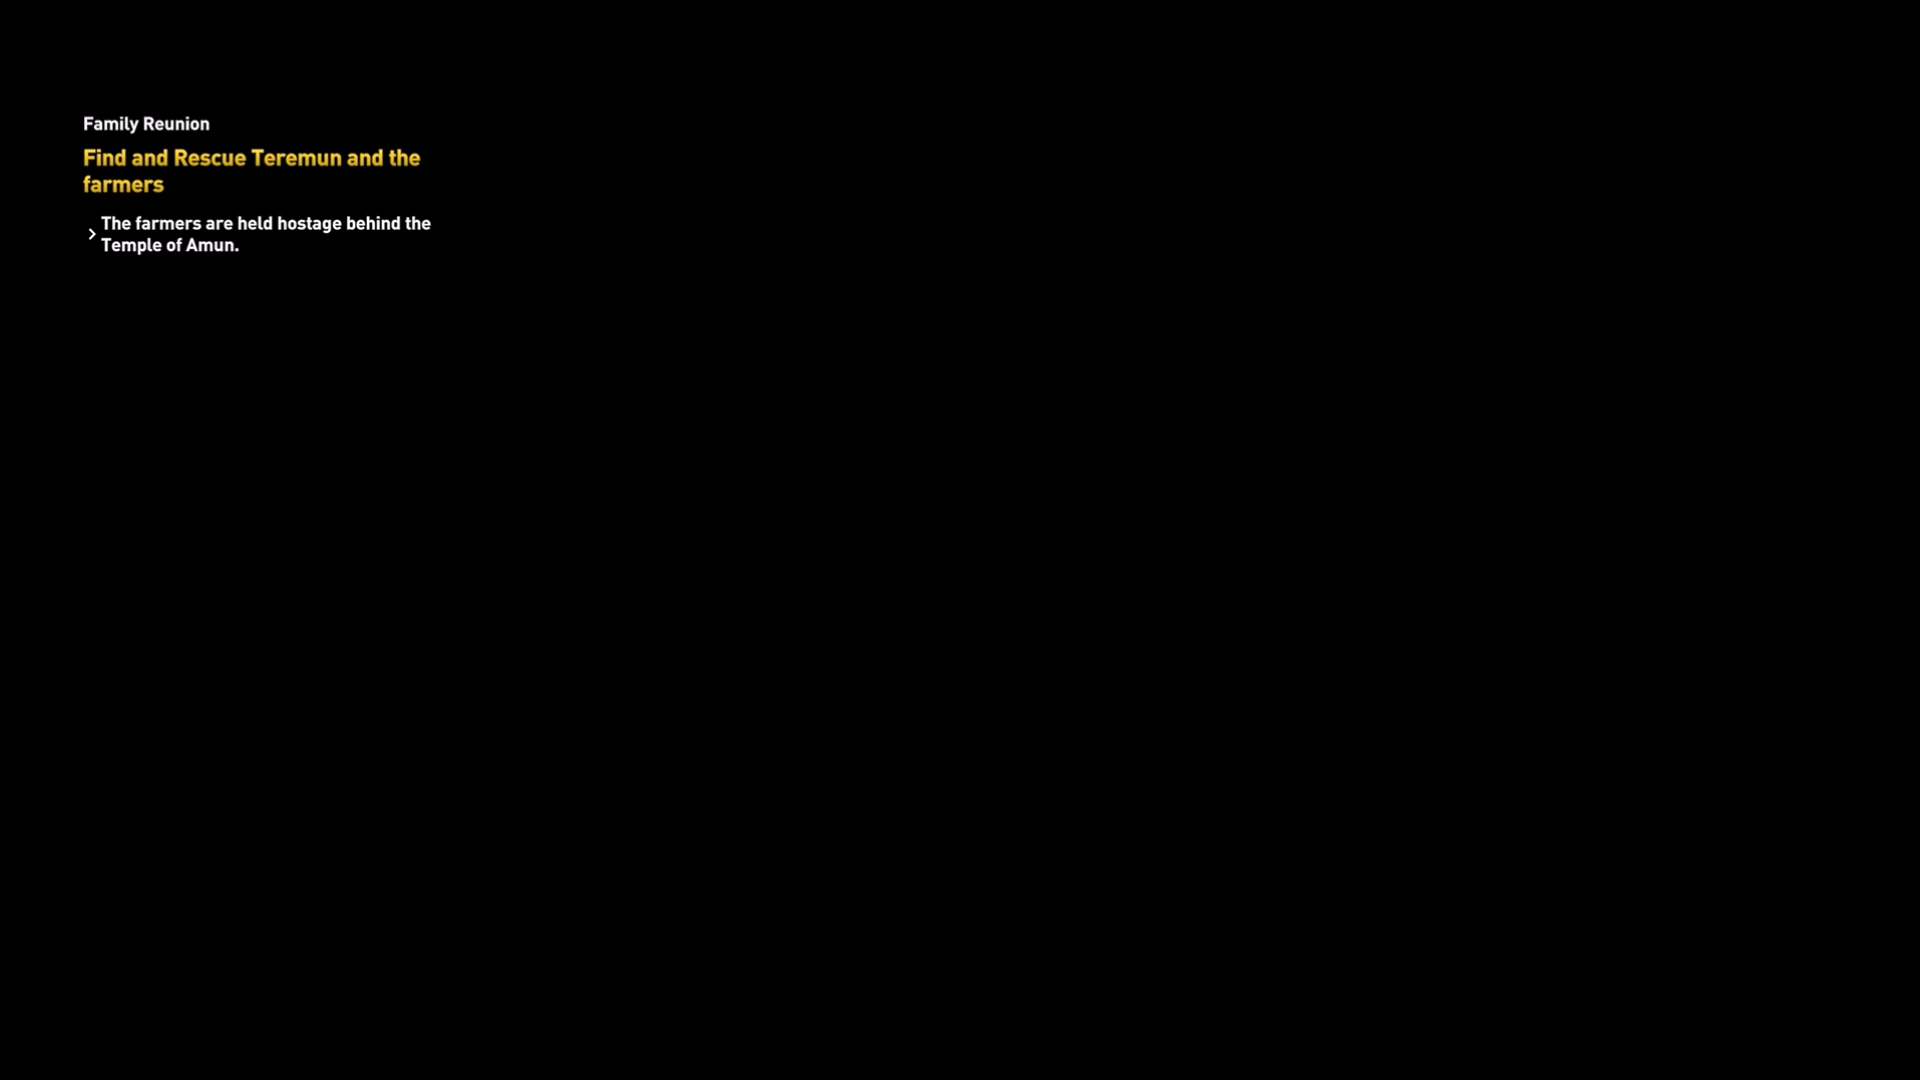 Family Reunion
Find and Rescue Teremun and the
farmers
The farmers are held hostage behind the
Temple of Amun.